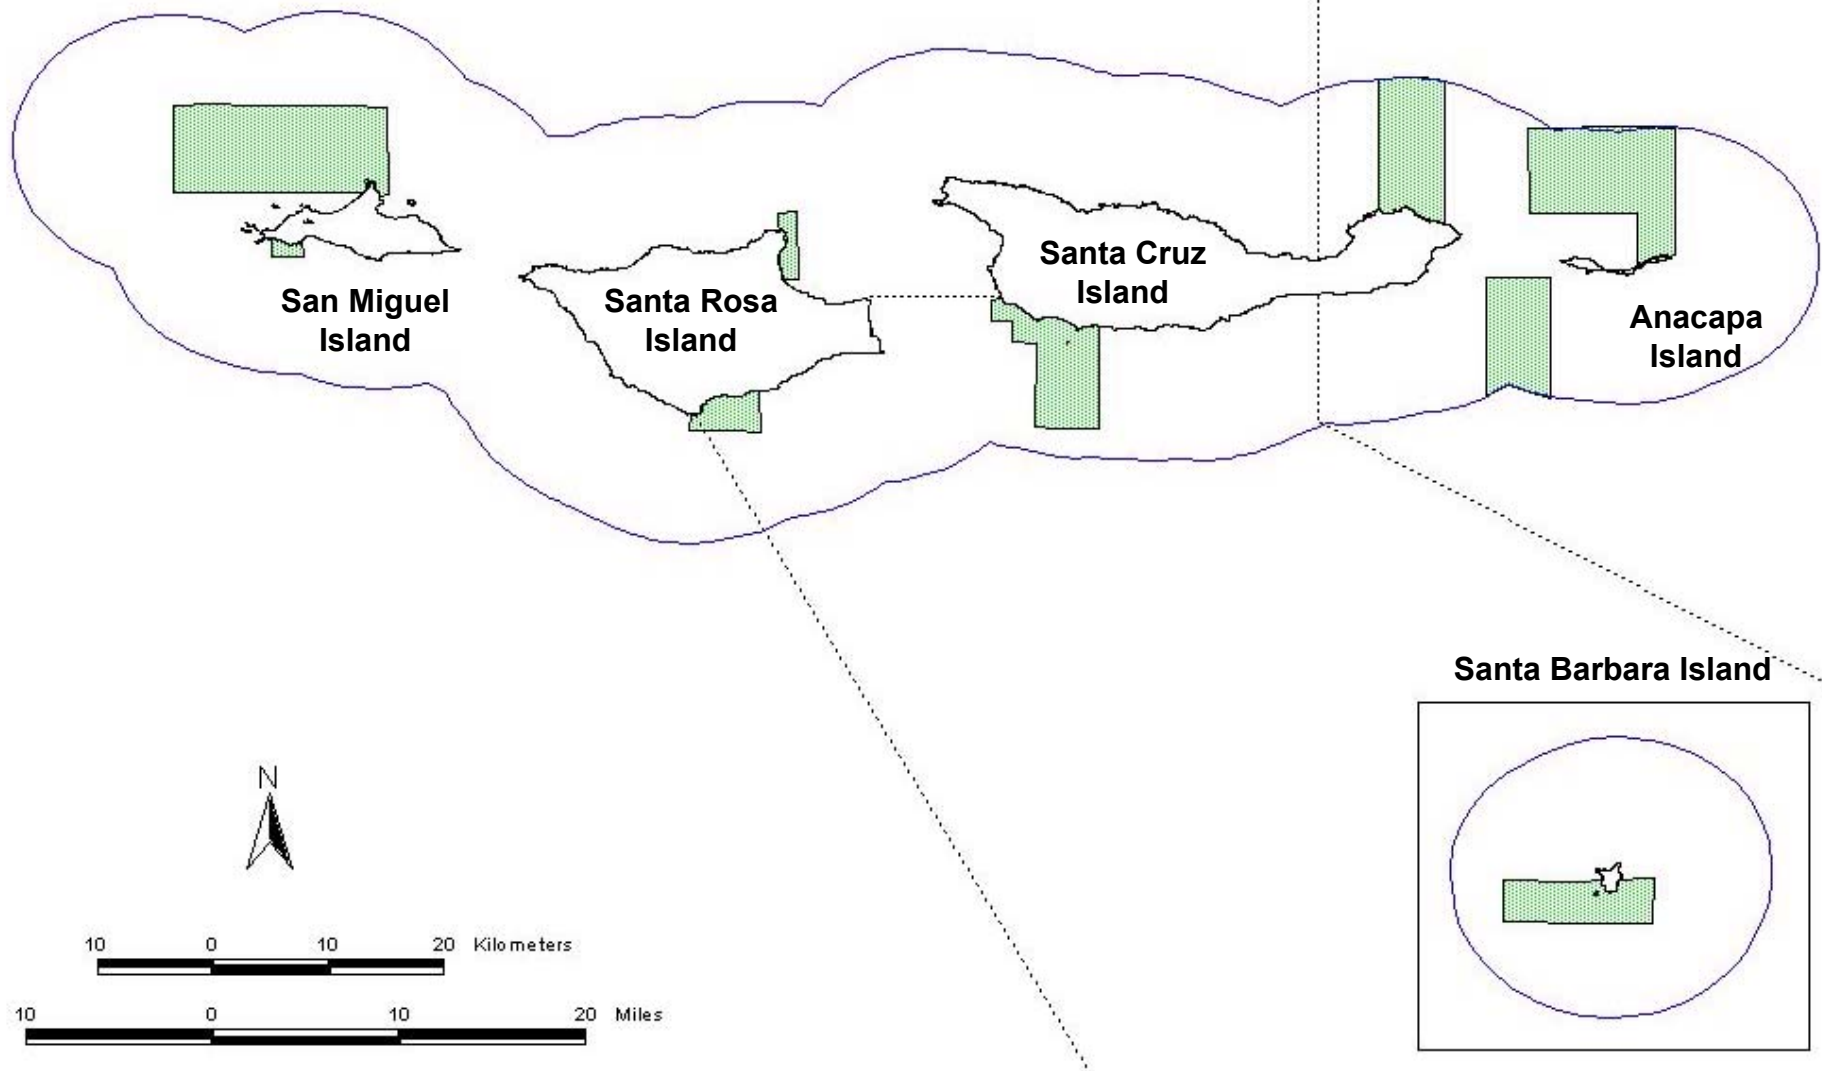 Santa Cruz
Island
San Miguel
Island
Santa Rosa
Island
Anacapa
Island
Santa Barbara Island
N
10 0 10 20 Kilometers
10 0 10 20 Miles